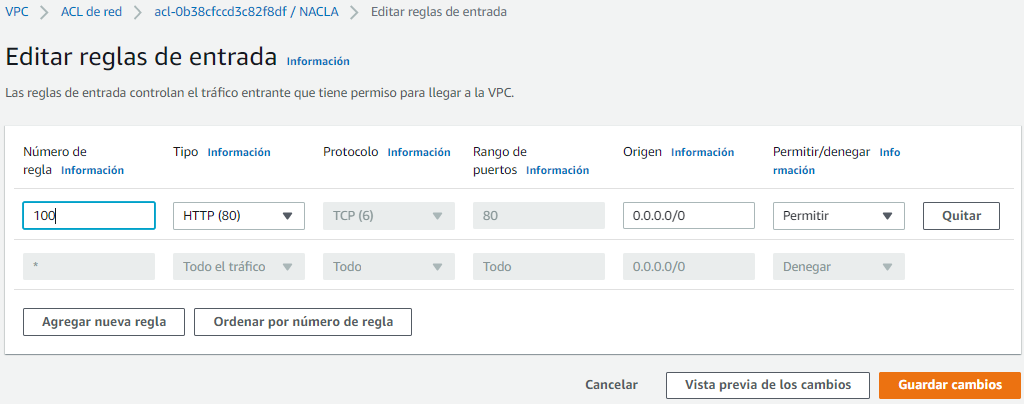 VPC > ACL de red > acl-0b38cfccd3c82f8df / NACLA > Editar reglas de entrada
Editar reglas de entrada Información
Las reglas de entrada controlan el tráfico entrante que tiene permiso para llegar a la VPC.
Número de regla Información Tipo Información Protocolo Información Rango de puertos Información Origen Información Permitir/denegar Información
100 HTTP (80) TCP (6) 80 0.0.0.0/0 Permitir Quitar
* Todo el tráfico Todo Todo 0.0.0.0/0 Denegar
Agregar nueva regla Ordenar por número de regla
Cancelar Vista previa de los cambios Guardar cambios